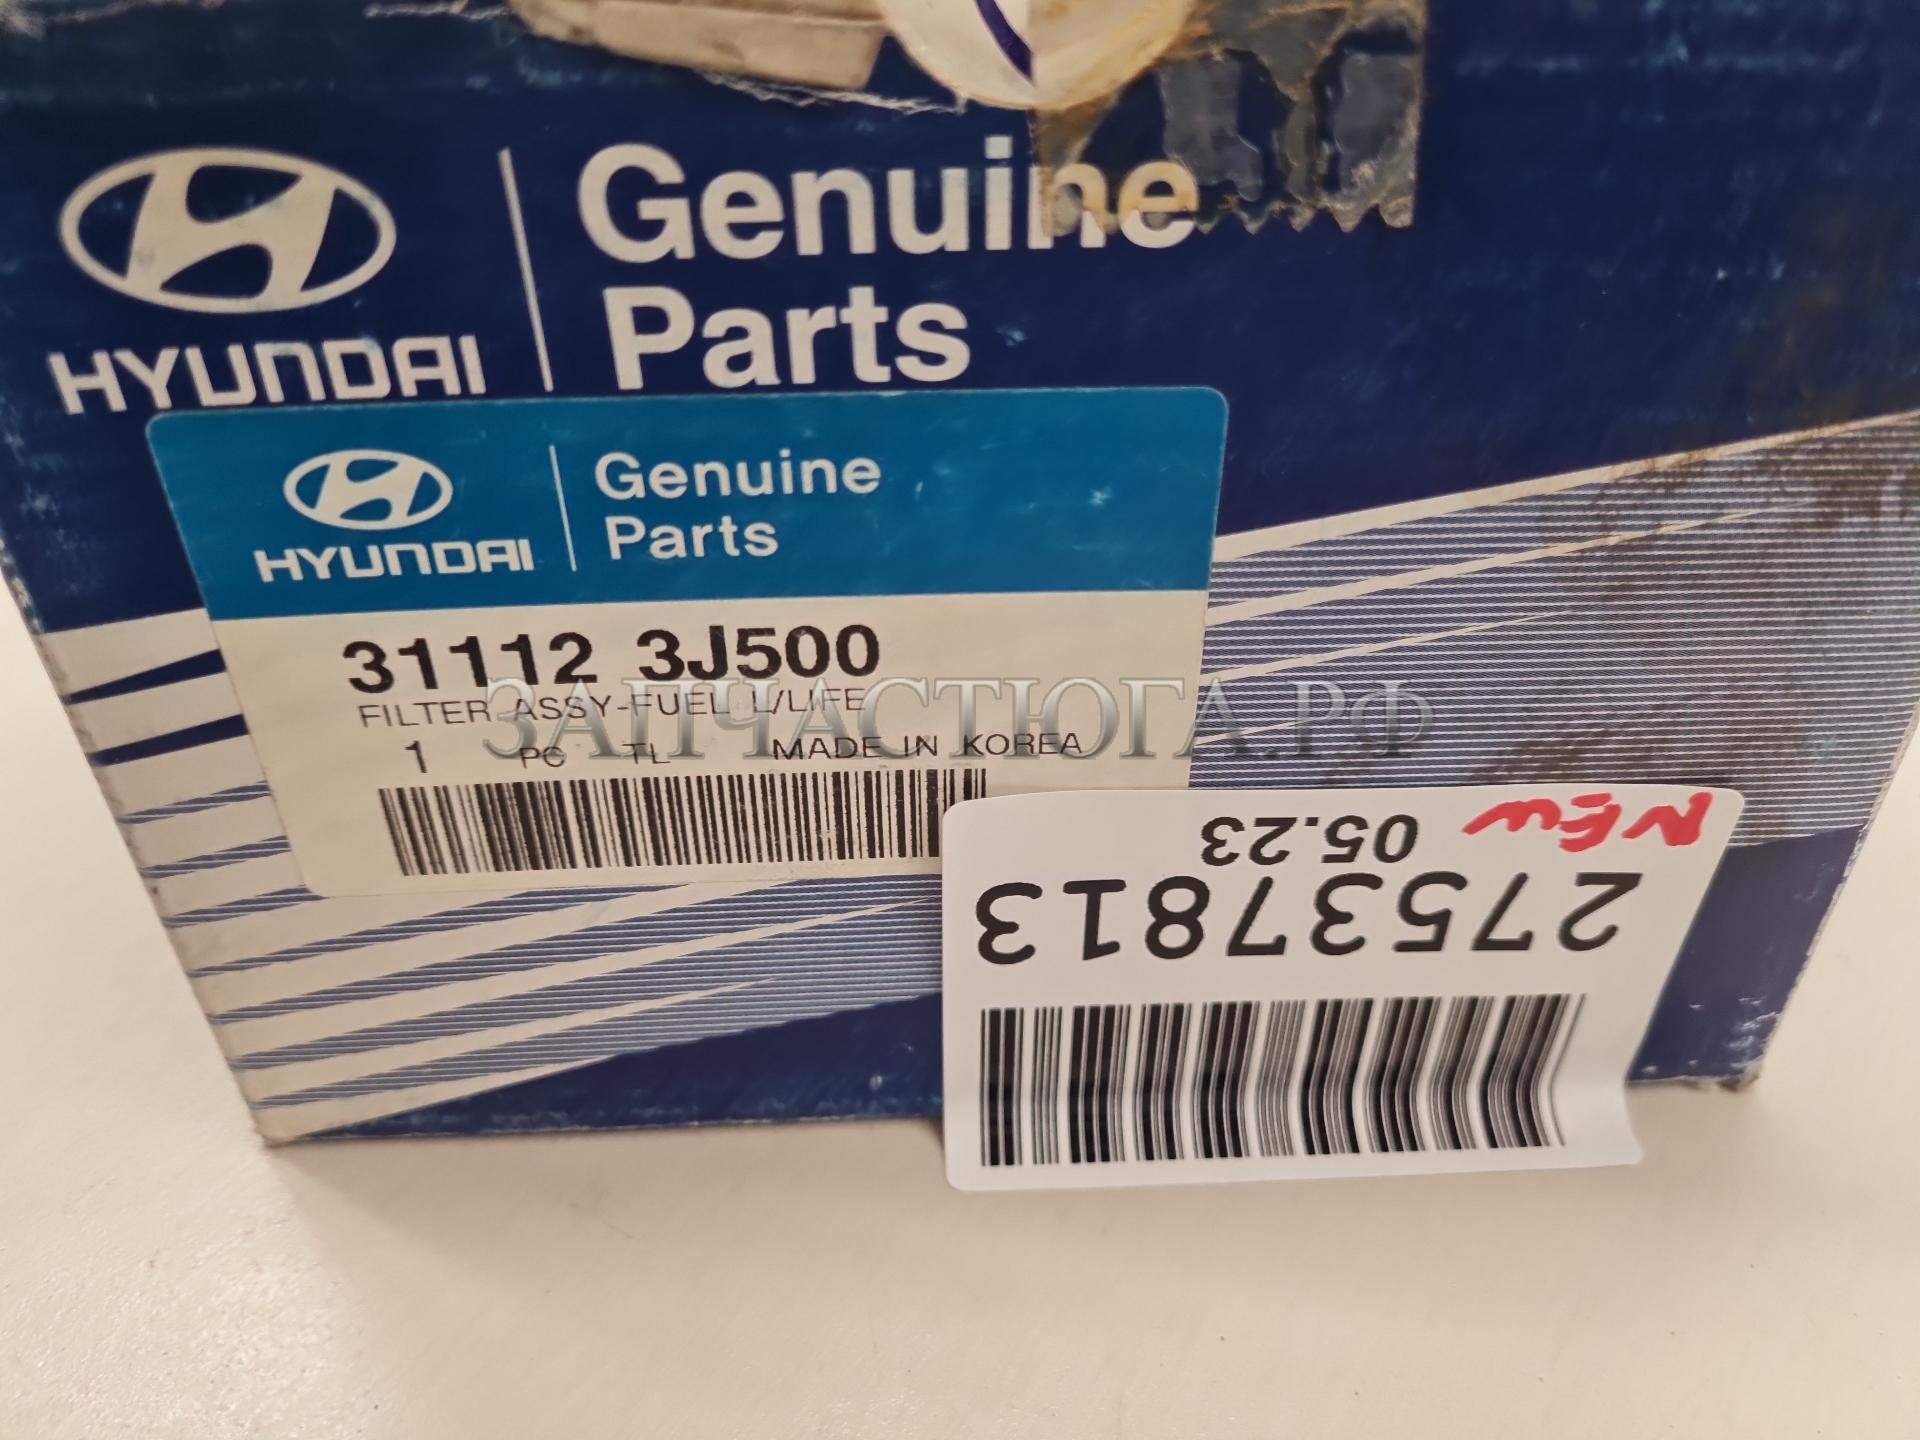 Genuine
Parts
HYUNDAI
Genuine
Parts
HYUNDAI
31112 3J500
FILTER ASSY-FUEL L/LIFE
1 PC TL MADE IN KOREA
ЗАПЧАСТЮГА.РФ
27537813
05.23 NEW